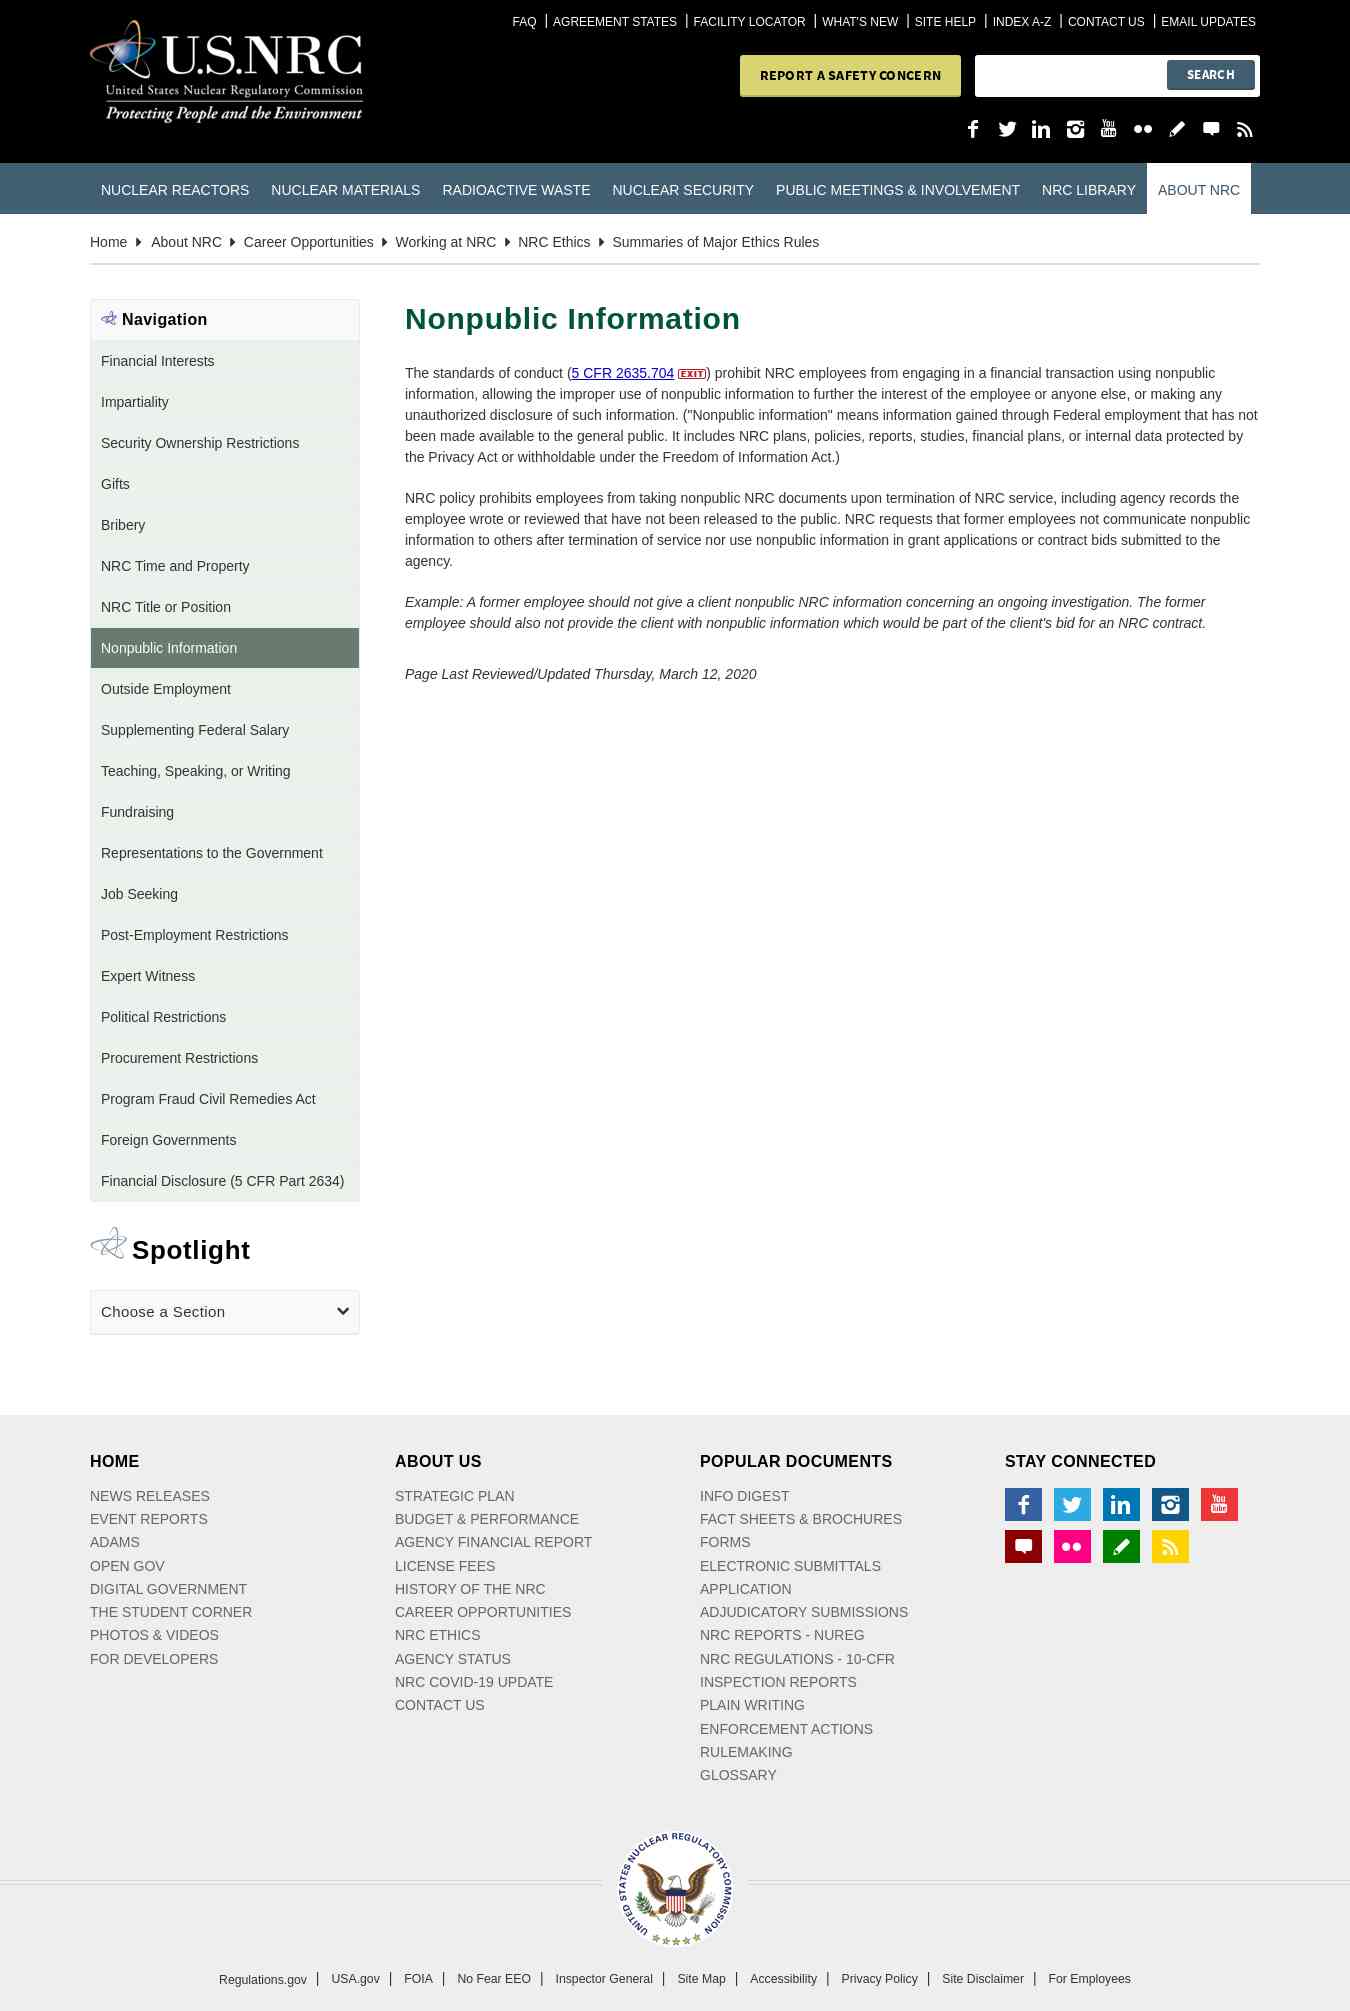 FAQ AGREEMENT STATES FACILITY LOCATOR WHAT'S NEW SITE HELP INDEX A-Z CONTACT US EMAIL UPDATES
U.S.NRC
United States Nuclear Regulatory Commission
Protecting People and the Environment
REPORT A SAFETY CONCERN
SEARCH
You
Tube
NUCLEAR REACTORS NUCLEAR MATERIALS RADIOACTIVE WASTE NUCLEAR SECURITY PUBLIC MEETINGS & INVOLVEMENT NRC LIBRARY ABOUT NRC
Home About NRC Career Opportunities Working at NRC NRC Ethics Summaries of Major Ethics Rules
Navigation
Financial Interests
Impartiality
Security Ownership Restrictions
Gifts
Bribery
NRC Time and Property
NRC Title or Position
Nonpublic Information
Outside Employment
Supplementing Federal Salary
Teaching, Speaking, or Writing
Fundraising
Representations to the Government
Job Seeking
Post-Employment Restrictions
Expert Witness
Political Restrictions
Procurement Restrictions
Program Fraud Civil Remedies Act
Foreign Governments
Financial Disclosure (5 CFR Part 2634)
Spotlight
Choose a Section
Nonpublic Information
The standards of conduct (5 CFR 2635.704 EXIT) prohibit NRC employees from engaging in a financial transaction using nonpublic
information, allowing the improper use of nonpublic information to further the interest of the employee or anyone else, or making any
unauthorized disclosure of such information. ("Nonpublic information" means information gained through Federal employment that has not
been made available to the general public. It includes NRC plans, policies, reports, studies, financial plans, or internal data protected by
the Privacy Act or withholdable under the Freedom of Information Act.)
NRC policy prohibits employees from taking nonpublic NRC documents upon termination of NRC service, including agency records the
employee wrote or reviewed that have not been released to the public. NRC requests that former employees not communicate nonpublic
information to others after termination of service nor use nonpublic information in grant applications or contract bids submitted to the
agency.
Example: A former employee should not give a client nonpublic NRC information concerning an ongoing investigation. The former
employee should also not provide the client with nonpublic information which would be part of the client's bid for an NRC contract.
Page Last Reviewed/Updated Thursday, March 12, 2020
HOME
NEWS RELEASES
EVENT REPORTS
ADAMS
OPEN GOV
DIGITAL GOVERNMENT
THE STUDENT CORNER
PHOTOS & VIDEOS
FOR DEVELOPERS
ABOUT US
STRATEGIC PLAN
BUDGET & PERFORMANCE
AGENCY FINANCIAL REPORT
LICENSE FEES
HISTORY OF THE NRC
CAREER OPPORTUNITIES
NRC ETHICS
AGENCY STATUS
NRC COVID-19 UPDATE
CONTACT US
POPULAR DOCUMENTS
INFO DIGEST
FACT SHEETS & BROCHURES
FORMS
ELECTRONIC SUBMITTALS
APPLICATION
ADJUDICATORY SUBMISSIONS
NRC REPORTS - NUREG
NRC REGULATIONS - 10-CFR
INSPECTION REPORTS
PLAIN WRITING
ENFORCEMENT ACTIONS
RULEMAKING
GLOSSARY
STAY CONNECTED
You
Tube
UNITED STATES NUCLEAR REGULATORY COMMISSION
Regulations.gov USA.gov FOIA No Fear EEO Inspector General Site Map Accessibility Privacy Policy Site Disclaimer For Employees